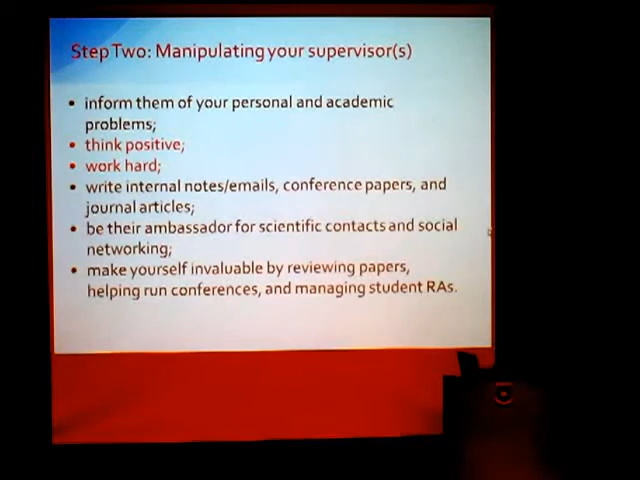 Step Two: Manipulating your supervisor(s)
• inform them of your personal and academic
problems;
• think positive;
• work hard;
• write internal notes/emails, conference papers, and
journal articles;
• be their ambassador for scientific contacts and social
networking;
• make yourself invaluable by reviewing papers,
helping run conferences, and managing student RAs.